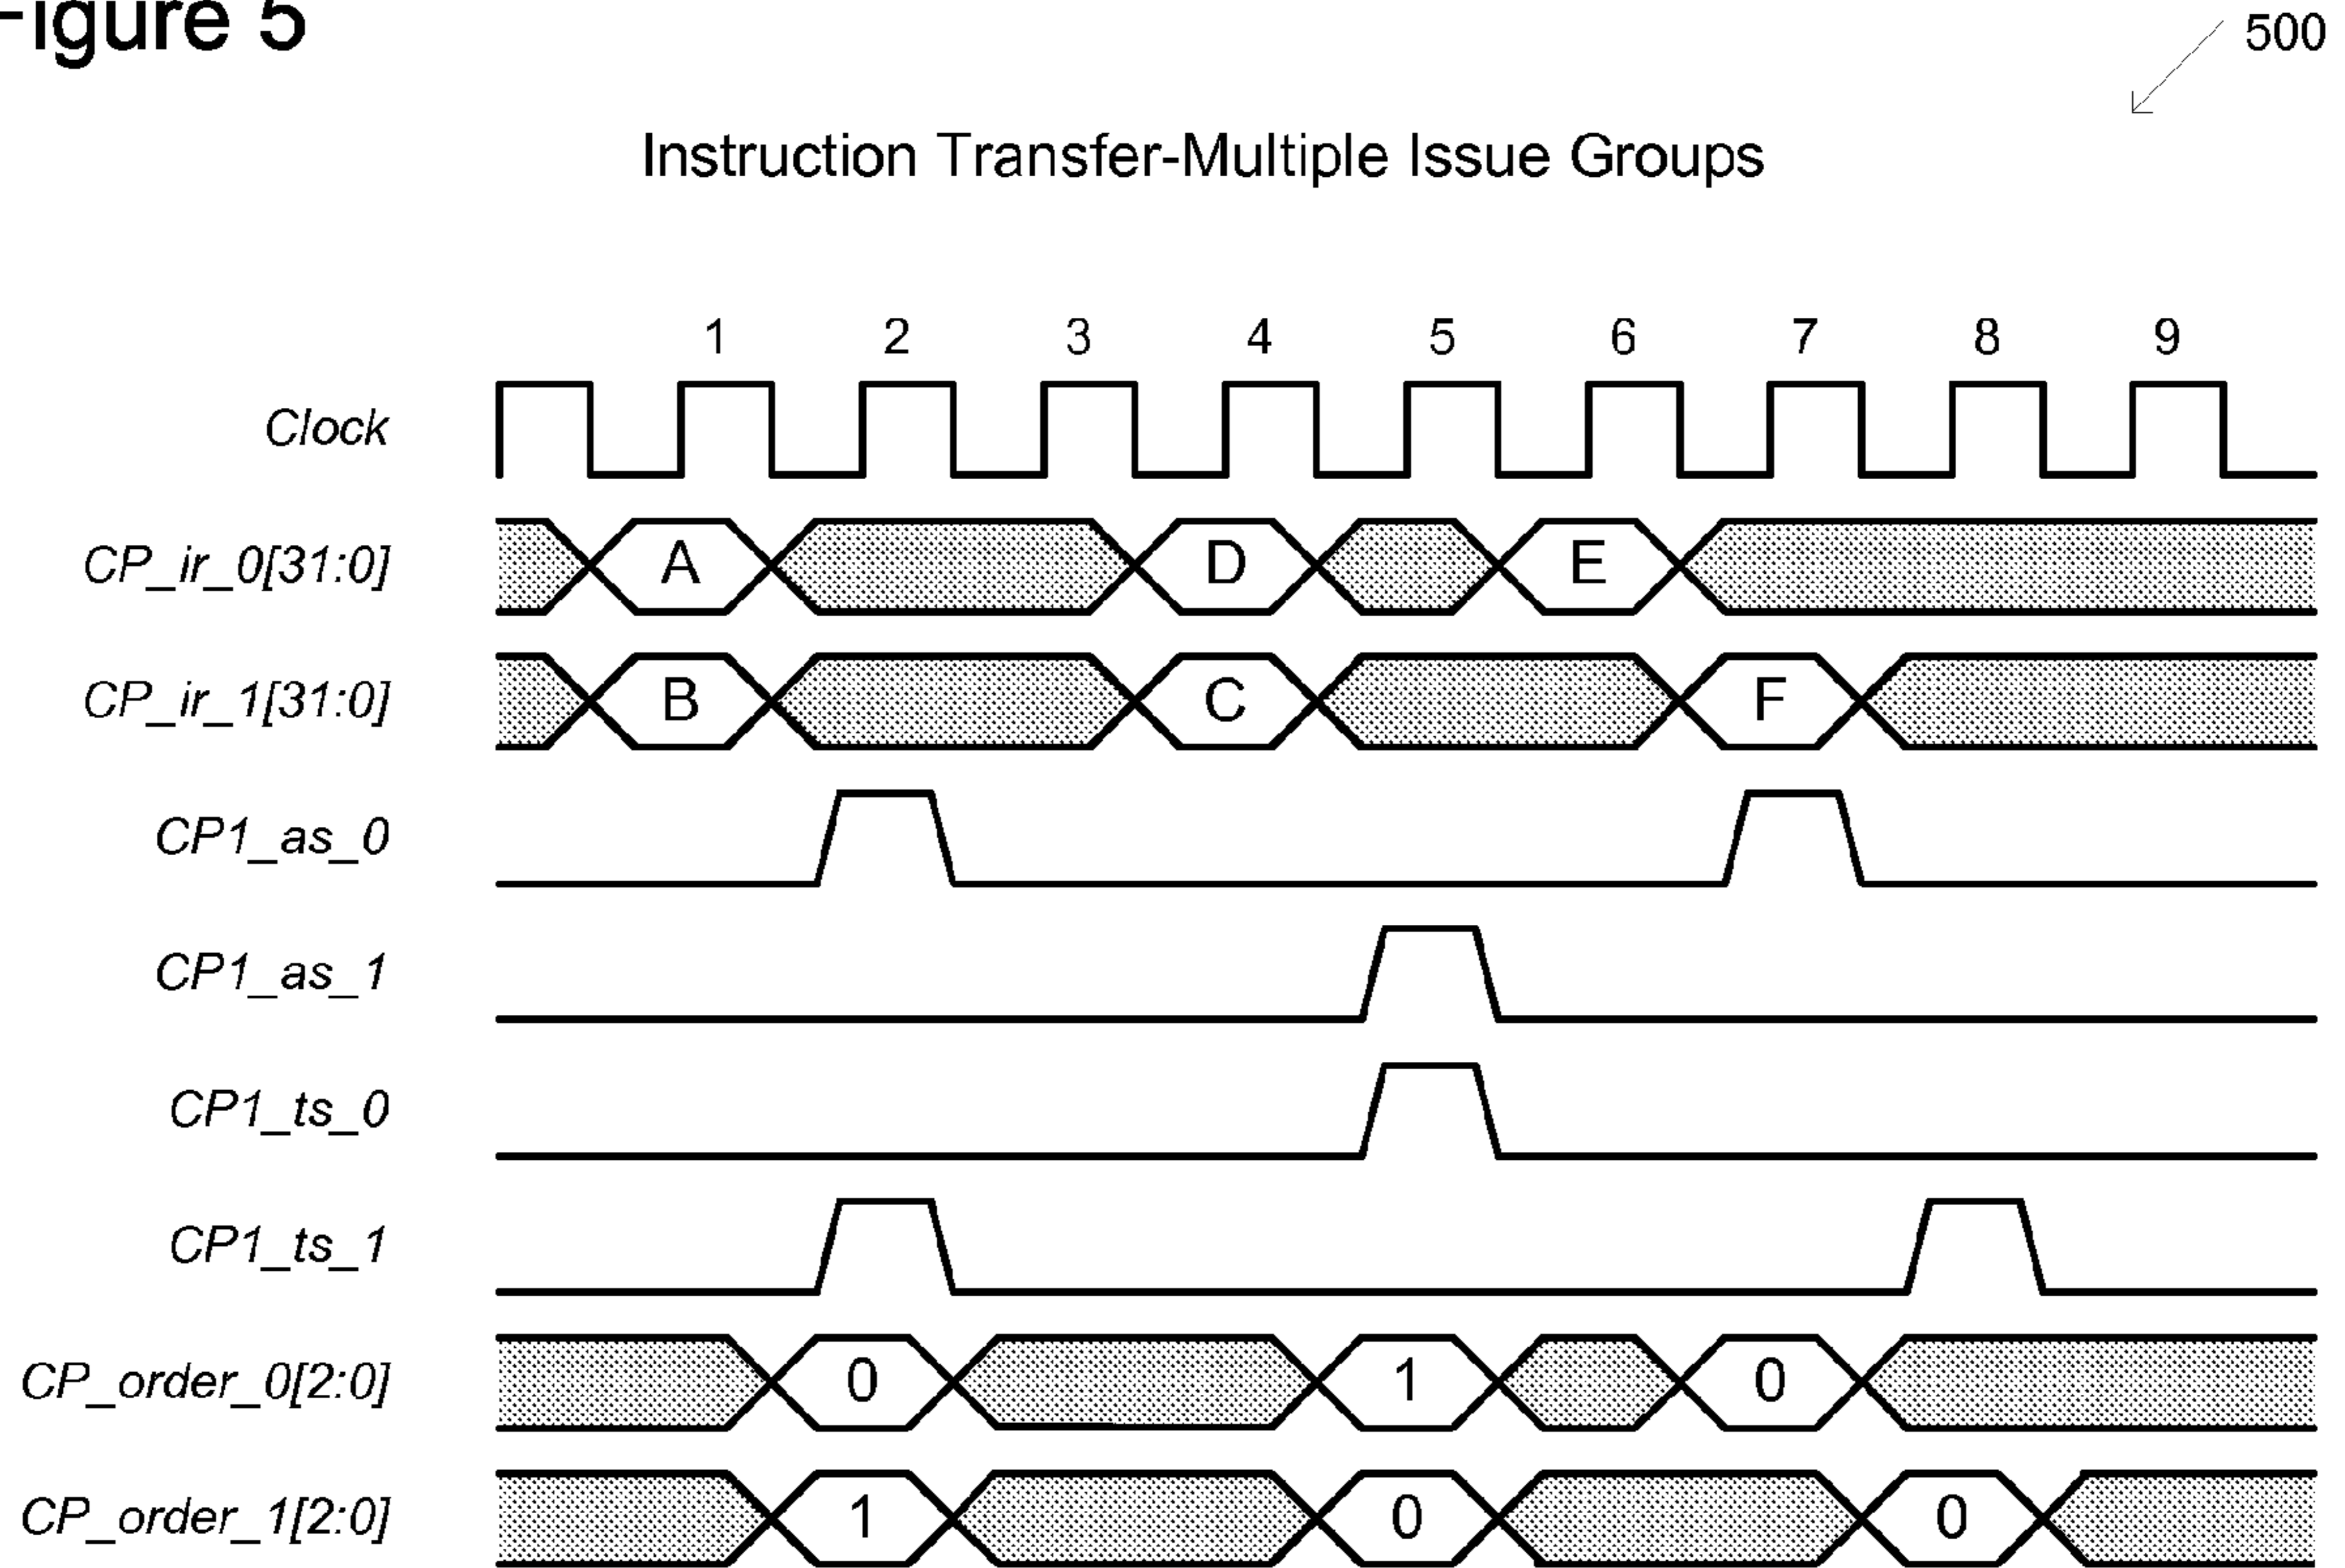 Figure 5
500
Instruction Transfer-Multiple Issue Groups
1 2 3 4 5 6 7 8 9
Clock
CP_ir_0[31:0] A D E
CP_ir_1[31:0] B C F
CP1_as_0
CP1_as_1
CP1_ts_0
CP1_ts_1
CP_order_0[2:0] 0 1 0
CP_order_1[2:0] 1 0 0